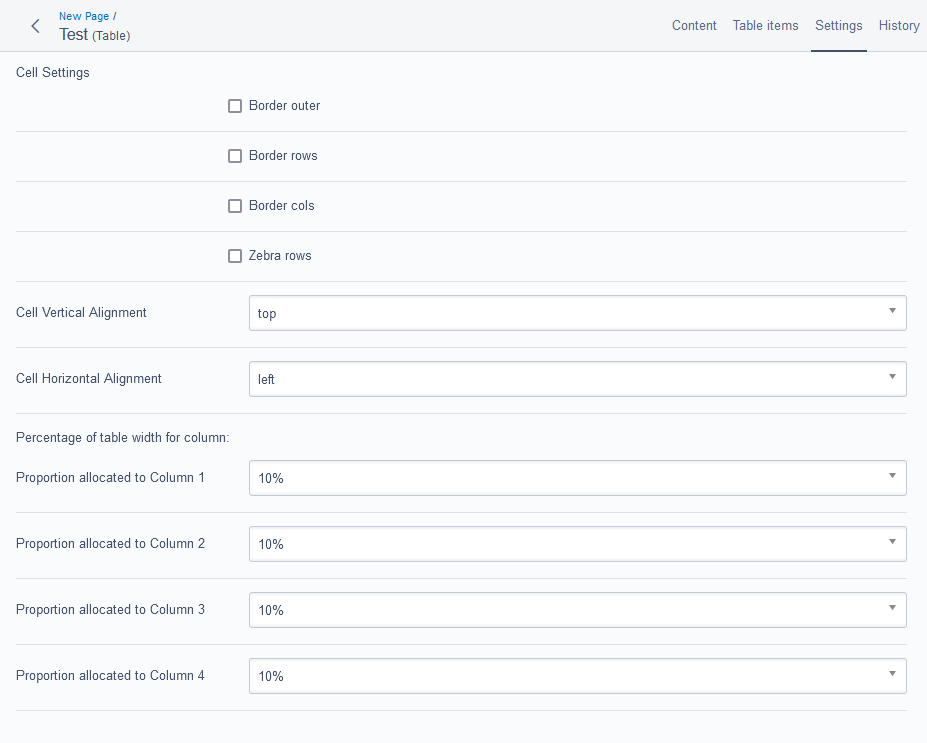 New Page /
Test (Table)
Content Table items Settings History
Cell Settings
Border outer
Border rows
Border cols
Zebra rows
Cell Vertical Alignment top
Cell Horizontal Alignment left
Percentage of table width for column:
Proportion allocated to Column 1 10%
Proportion allocated to Column 2 10%
Proportion allocated to Column 3 10%
Proportion allocated to Column 4 10%